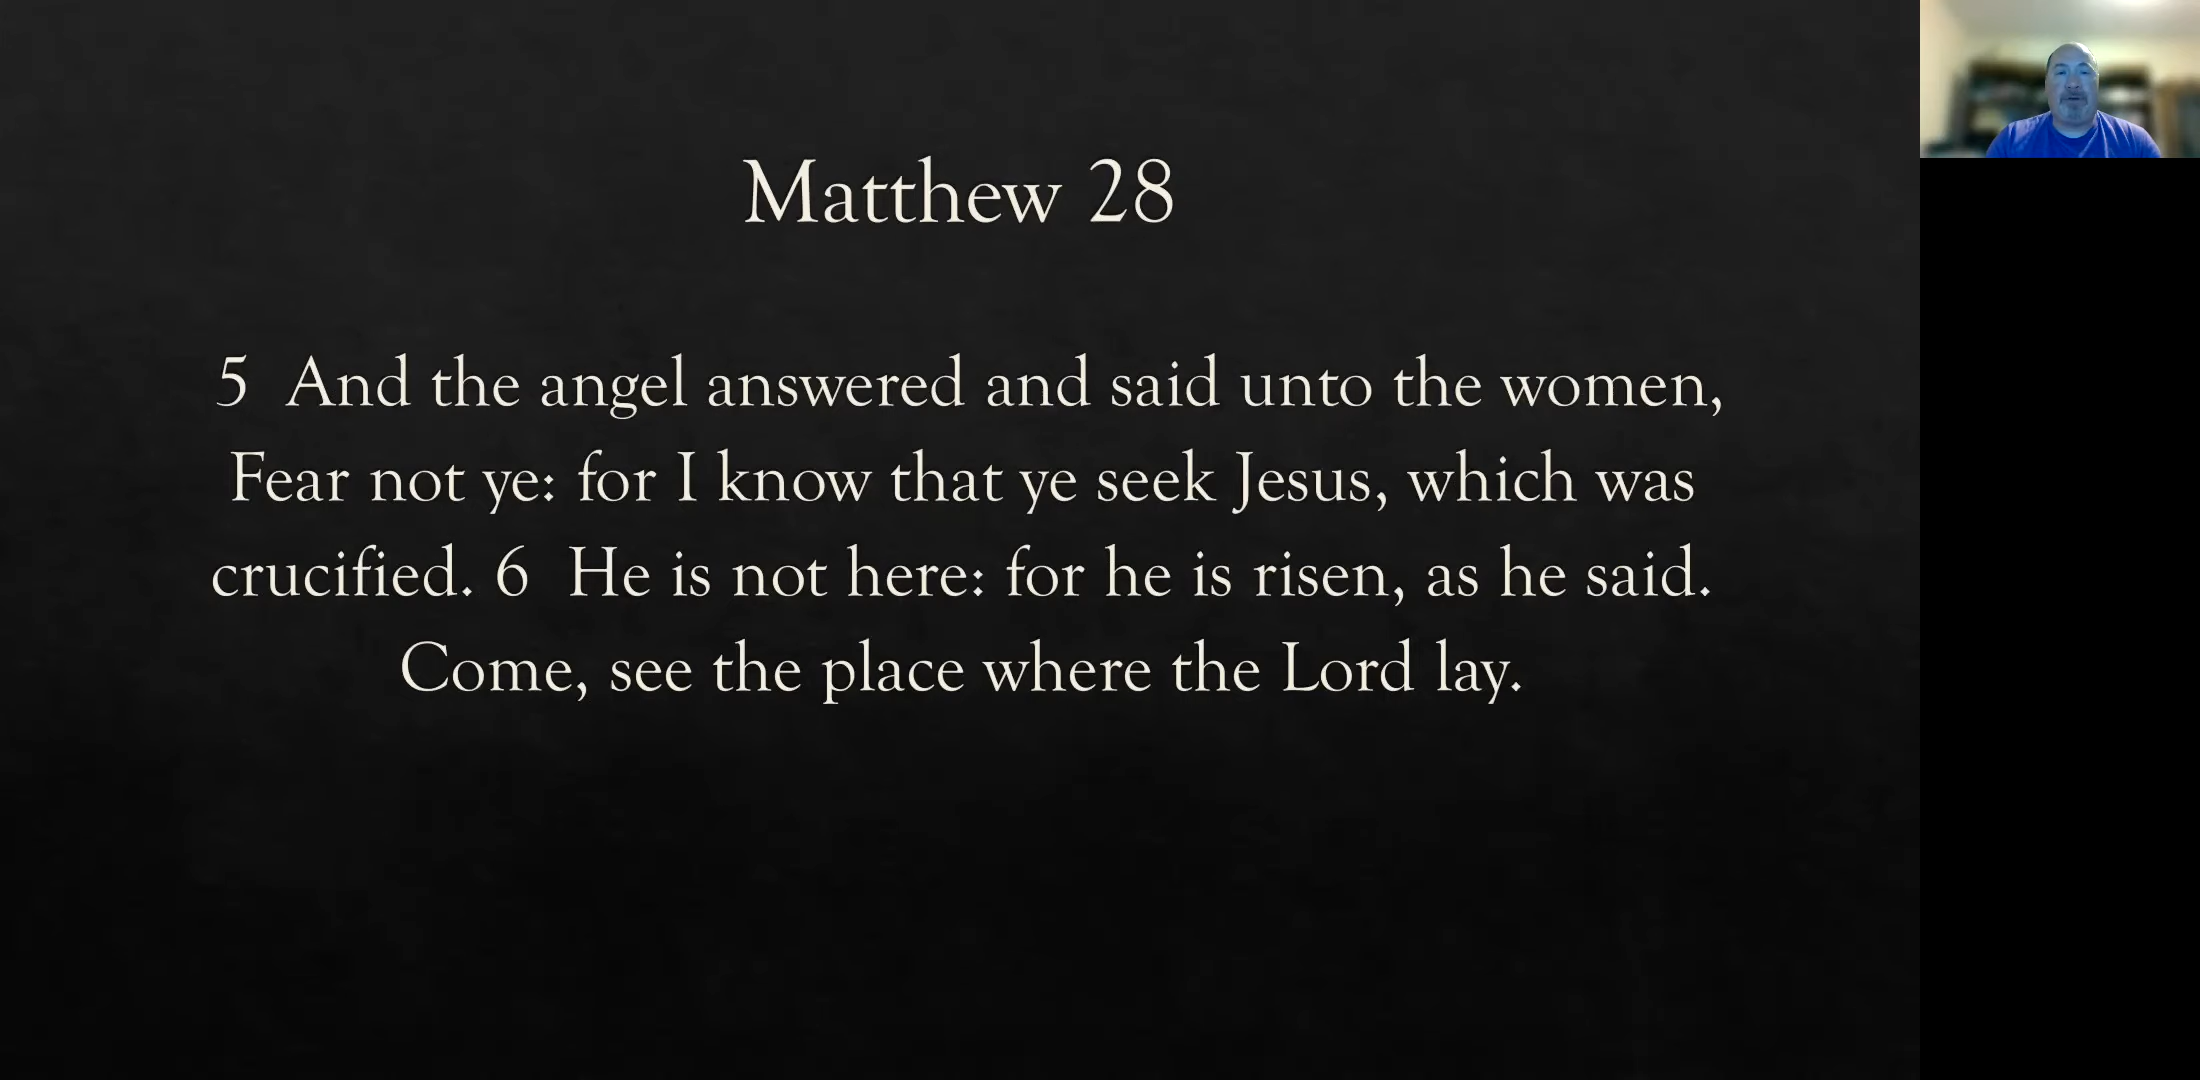 Matthew 28
5 And the angel answered and said unto the women,
Fear not ye: for I know that ye seek Jesus, which was
crucified. 6 He is not here: for he is risen, as he said.
Come, see the place where the Lord lay.